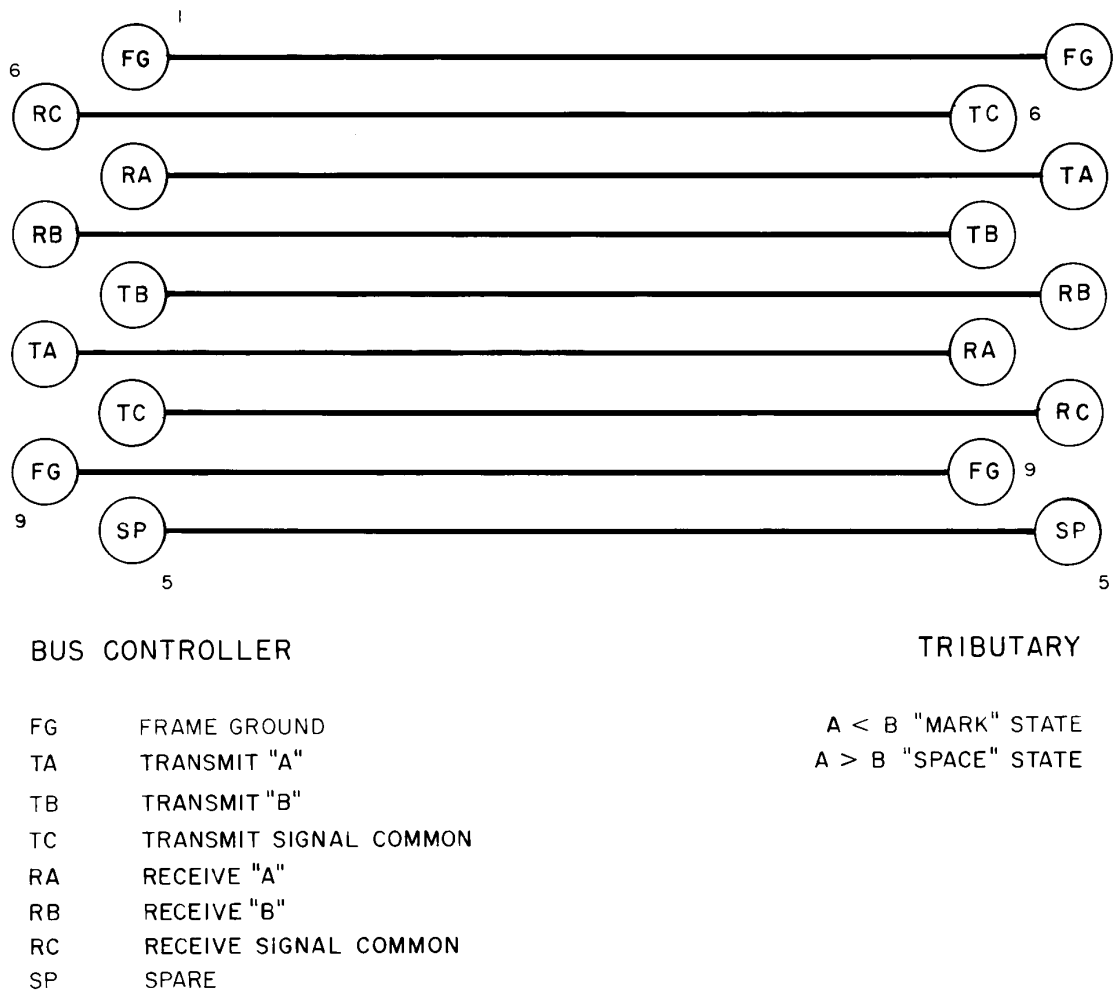 1
FG FG
6
RC TC 6
RA TA
RB TB
TB RB
TA RA
TC RC
FG FG 9
9
SP SP
5 5
BUS CONTROLLER TRIBUTARY
FG FRAME GROUND A < B "MARK" STATE
TA TRANSMIT "A" A > B "SPACE" STATE
TB TRANSMIT "B"
TC TRANSMIT SIGNAL COMMON
RA RECEIVE "A"
RB RECEIVE "B"
RC RECEIVE SIGNAL COMMON
SP SPARE